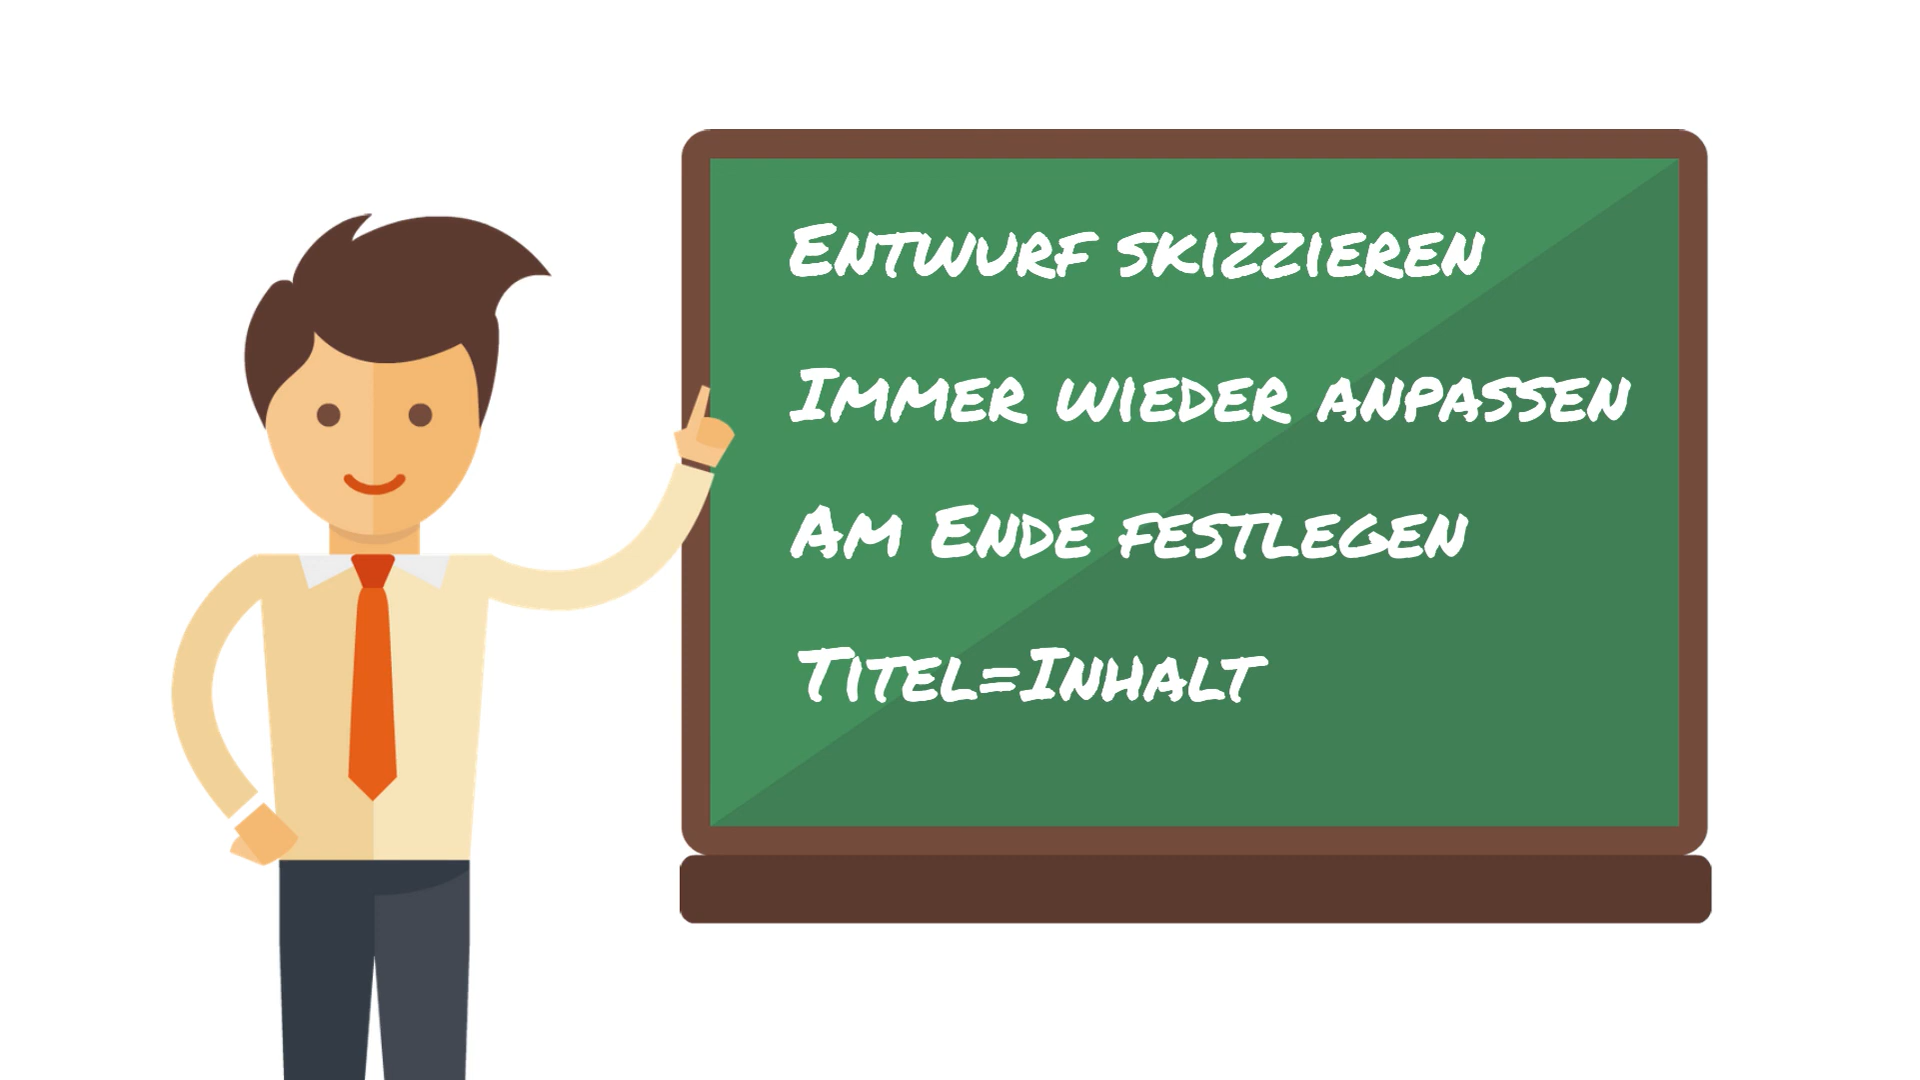 Entwurf skizzieren
Immer wieder anpassen
Am Ende festlegen
Titel=Inhalt